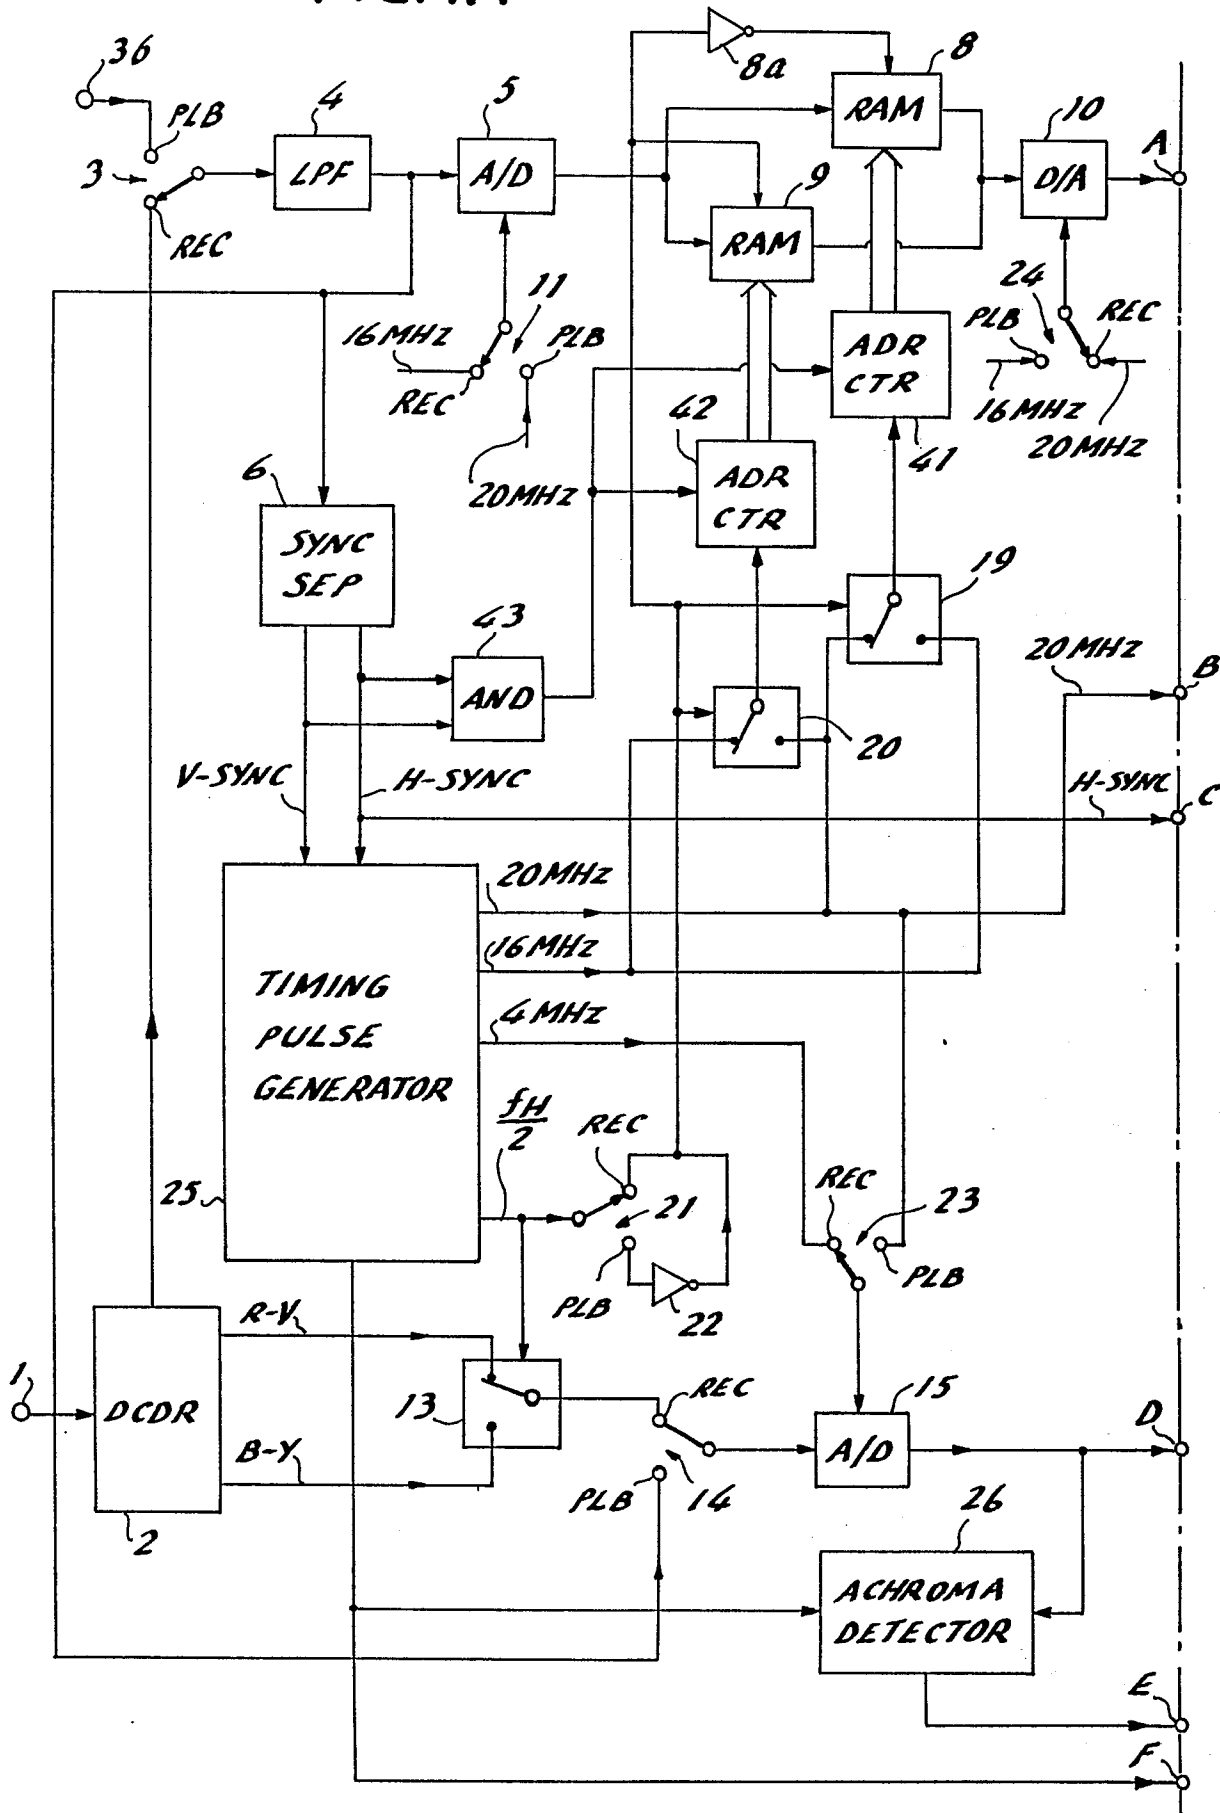 36
PLB
3
REC
4
LPF
5
A/D
8a
8
RAM
9
RAM
10
D/A
A
11
16MHz
REC
PLB
20MHz
24
PLB
REC
16MHz
20MHz
ADR
CTR
41
42
ADR
CTR
6
SYNC
SEP
43
AND
19
20
20MHz
B
V-SYNC
H-SYNC
H-SYNC
C
20MHz
16MHz
4MHz
TIMING
PULSE
GENERATOR
25
fH
2
REC
21
PLB
22
REC
23
PLB
1
DCDR
2
R-V
B-Y
13
REC
14
PLB
15
A/D
D
26
ACHROMA
DETECTOR
E
F